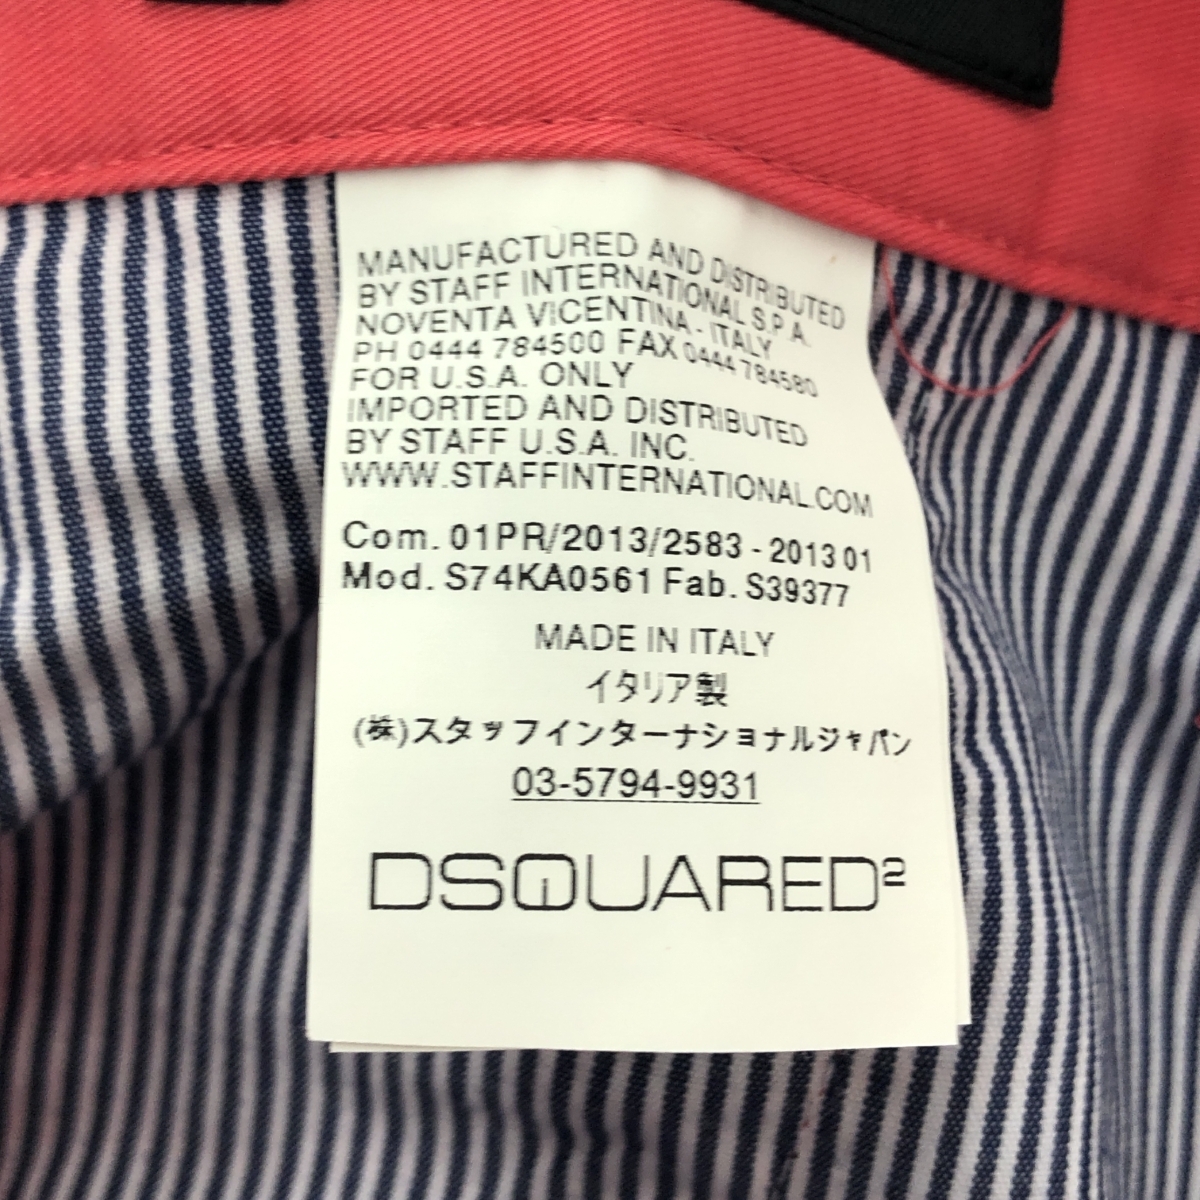 MANUFACTURED AND DISTRIBUTED
BY STAFF INTERNATIONAL S.P.A.
NOVENTA VICENTINA - ITALY
PH 0444 784500 FAX 0444 784580
FOR U.S.A. ONLY
IMPORTED AND DISTRIBUTED
BY STAFF U.S.A. INC.
WWW.STAFFINTERNATIONAL.COM
Com. 01PR/2013/2583 - 2013 01
Mod. S74KA0561 Fab. S39377
MADE IN ITALY
イタリア製
(株)スタッフインターナショナルジャパン
03-5794-9931
DSQUARED²